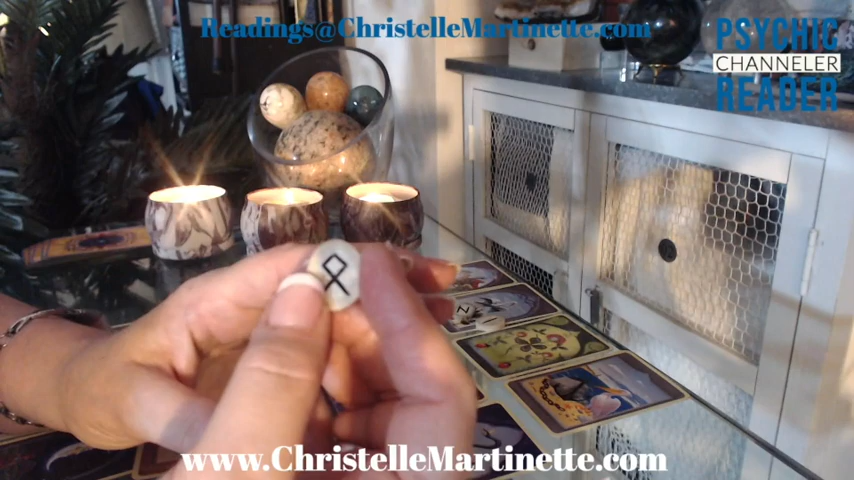 Readings@ChristelleMartinette.com
PSYCHIC
CHANNELER
READER
ᛟ
www.ChristelleMartinette.com